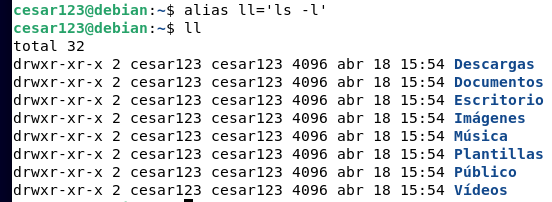 cesar123@debian:~$ alias ll='ls -l'
cesar123@debian:~$ ll
total 32
drwxr-xr-x 2 cesar123 cesar123 4096 abr 18 15:54 Descargas
drwxr-xr-x 2 cesar123 cesar123 4096 abr 18 15:54 Documentos
drwxr-xr-x 2 cesar123 cesar123 4096 abr 18 15:54 Escritorio
drwxr-xr-x 2 cesar123 cesar123 4096 abr 18 15:54 Imágenes
drwxr-xr-x 2 cesar123 cesar123 4096 abr 18 15:54 Música
drwxr-xr-x 2 cesar123 cesar123 4096 abr 18 15:54 Plantillas
drwxr-xr-x 2 cesar123 cesar123 4096 abr 18 15:54 Público
drwxr-xr-x 2 cesar123 cesar123 4096 abr 18 15:54 Vídeos